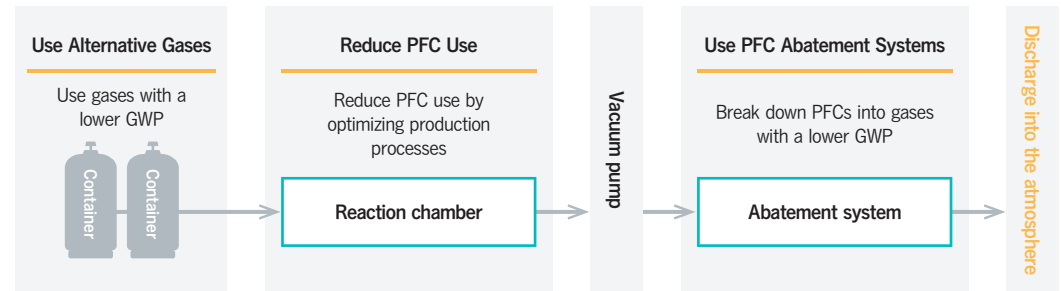 Use Alternative Gases
Use gases with a
lower GWP
Container
Container
Reduce PFC Use
Reduce PFC use by
optimizing production
processes
Reaction chamber
Vacuum pump
Use PFC Abatement Systems
Break down PFCs into gases
with a lower GWP
Abatement system
Discharge into the atmosphere